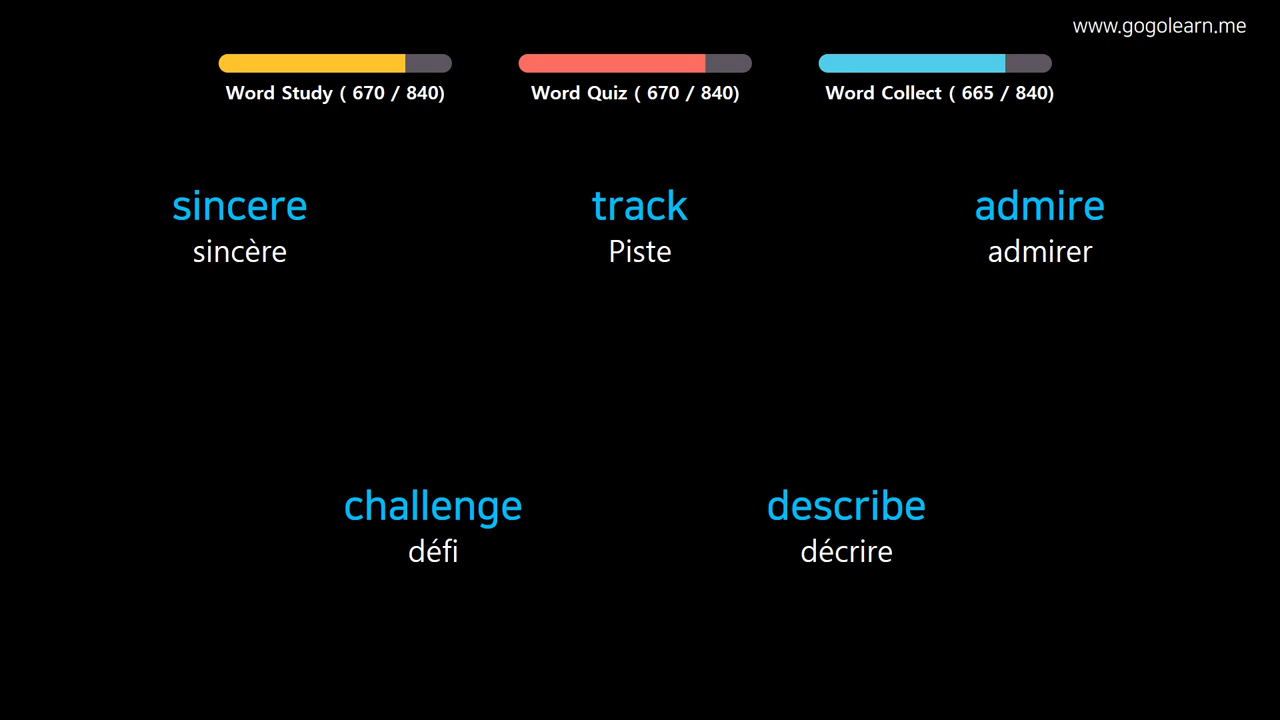 www.gogolearn.me
Word Study ( 670 / 840)
Word Quiz ( 670 / 840)
Word Collect ( 665 / 840)
sincere
sincère
track
Piste
admire
admirer
challenge
défi
describe
décrire